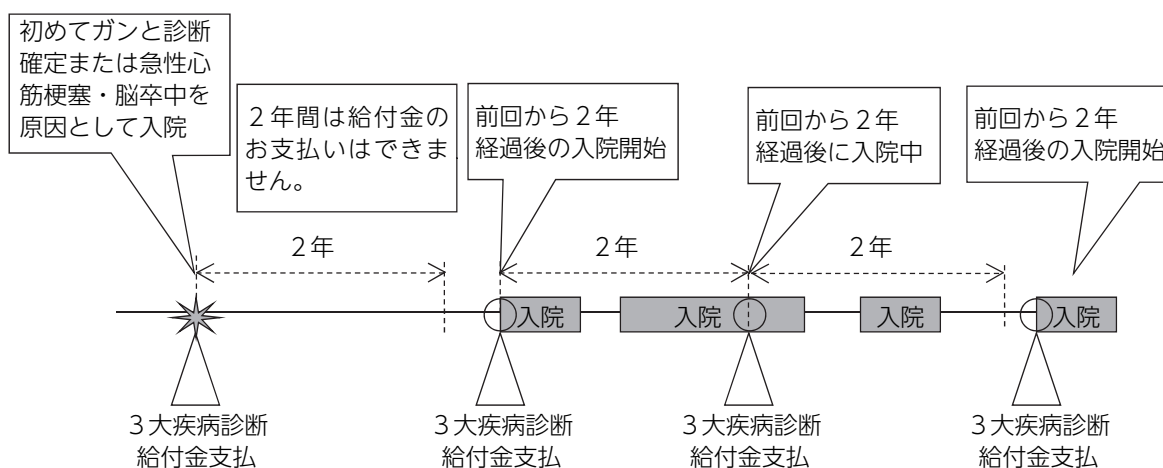 初めてガンと診断
確定または急性心
筋梗塞・脳卒中を
原因として入院
２年間は給付金の
お支払いはできま
せん。
前回から２年
経過後の入院開始
前回から２年
経過後に入院中
前回から２年
経過後の入院開始
２年
２年
２年
入院
入院
入院
入院
３大疾病診断
給付金支払
３大疾病診断
給付金支払
３大疾病診断
給付金支払
３大疾病診断
給付金支払